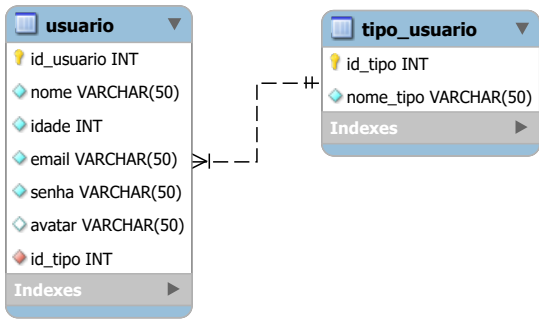 usuario
id_usuario INT
nome VARCHAR(50)
idade INT
email VARCHAR(50)
senha VARCHAR(50)
avatar VARCHAR(50)
id_tipo INT
Indexes
tipo_usuario
id_tipo INT
nome_tipo VARCHAR(50)
Indexes